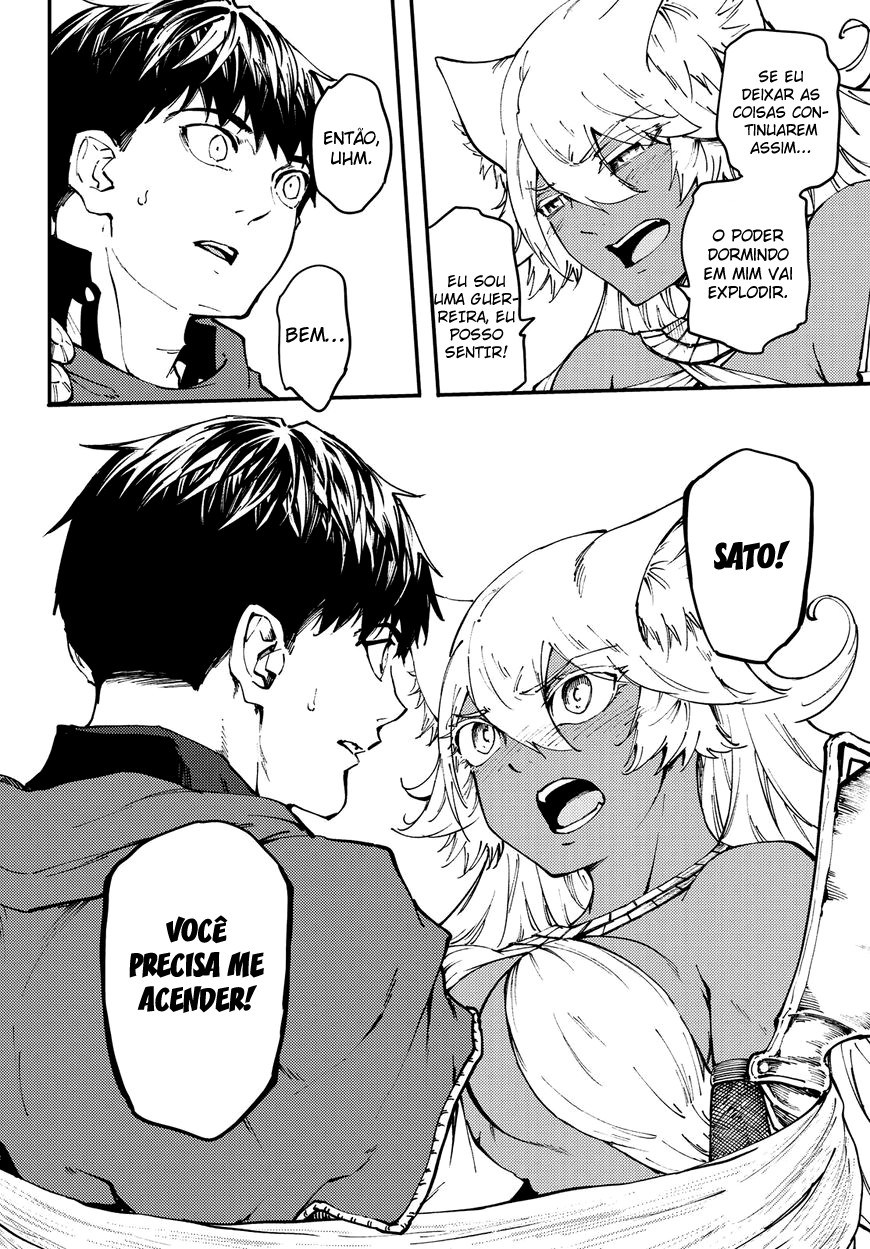 SE EU
DEIXAR AS
COISAS CON-
TINUAREM
ASSIM...
O PODER
DORMINDO
EM MIM VAI
EXPLODIR.
EU SOU
UMA GUER-
REIRA, EU
POSSO
SENTIR!
ENTÃO,
UHM.
BEM...
SATO!
VOCÊ
PRECISA ME
ACENDER!